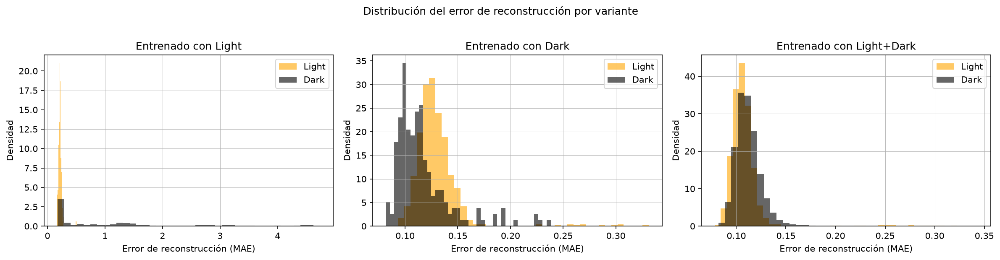 Distribución del error de reconstrucción por variante
Entrenado con Light
20.0
17.5
15.0
12.5
10.0
7.5
5.0
2.5
0.0
Densidad
0 1 2 3 4
Error de reconstrucción (MAE)
Light
Dark
Entrenado con Dark
35
30
25
20
15
10
5
0
Densidad
0.10 0.15 0.20 0.25 0.30
Error de reconstrucción (MAE)
Light
Dark
Entrenado con Light+Dark
40
30
20
10
0
Densidad
0.10 0.15 0.20 0.25 0.30 0.35
Error de reconstrucción (MAE)
Light
Dark